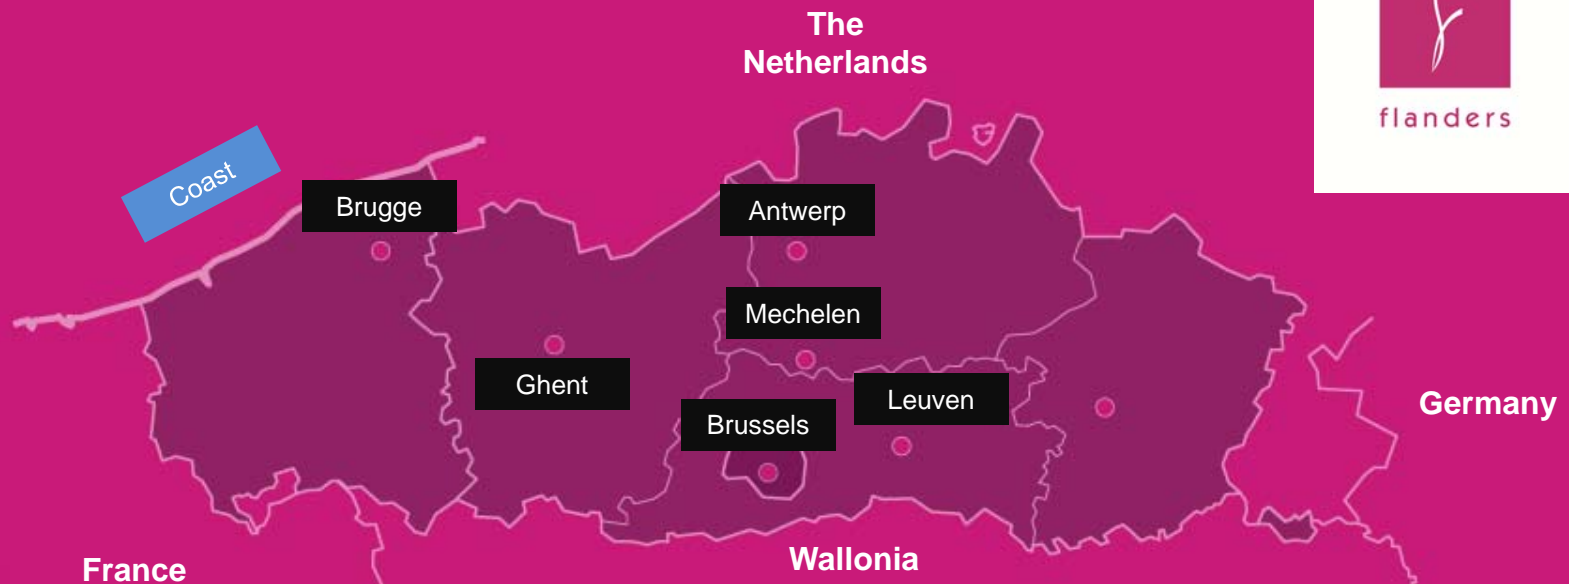 The
Netherlands
flanders
Coast
Brugge
Antwerp
Mechelen
Ghent
Leuven
Brussels
Germany
Wallonia
France